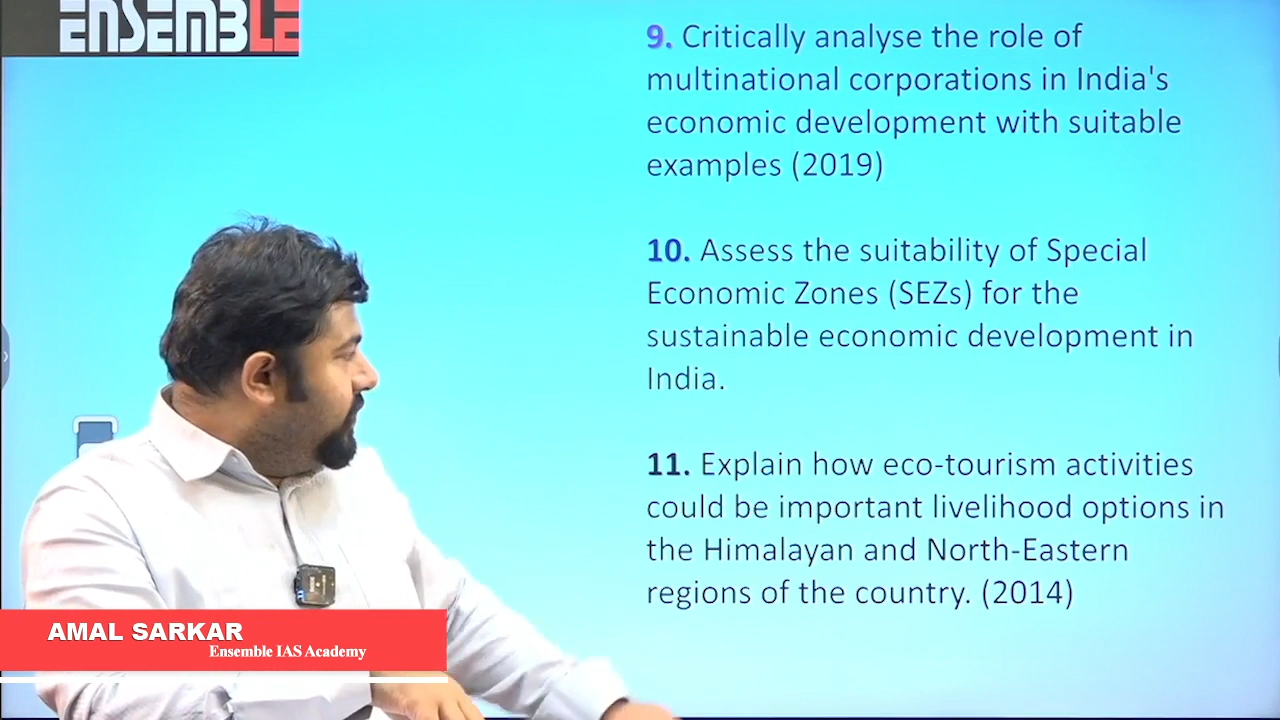 ENSEMBLE
9. Critically analyse the role of
multinational corporations in India's
economic development with suitable
examples (2019)
10. Assess the suitability of Special
Economic Zones (SEZs) for the
sustainable economic development in
India.
11. Explain how eco-tourism activities
could be important livelihood options in
the Himalayan and North-Eastern
regions of the country. (2014)
AMAL SARKAR
Ensemble IAS Academy